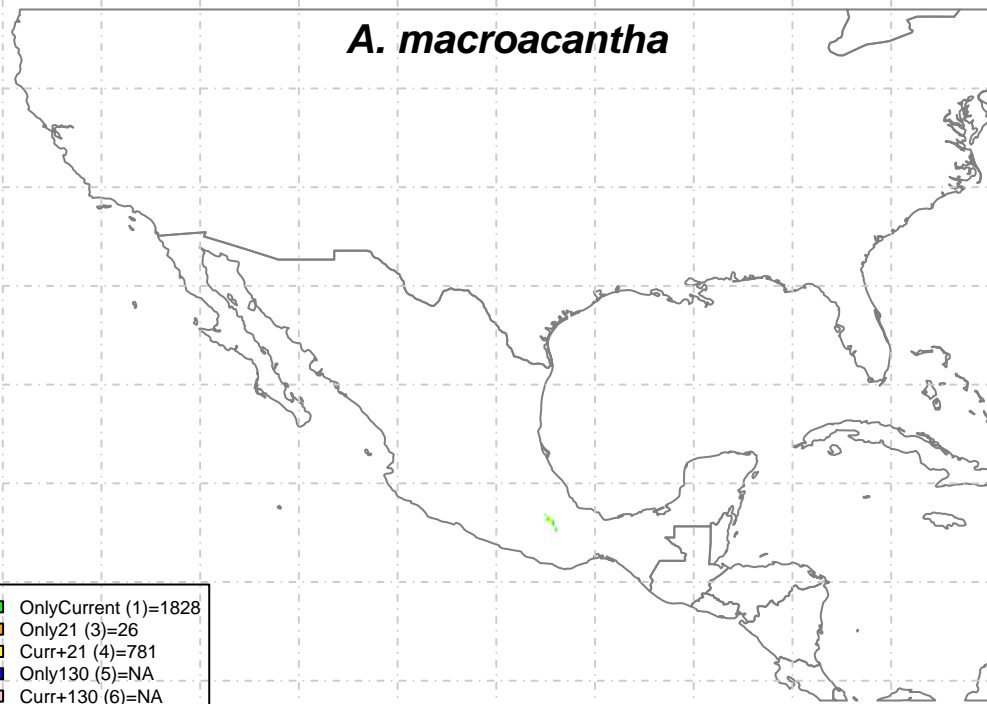 A. macroacantha
OnlyCurrent (1)=1828
Only21 (3)=26
Curr+21 (4)=781
Only130 (5)=NA
Curr+130 (6)=NA